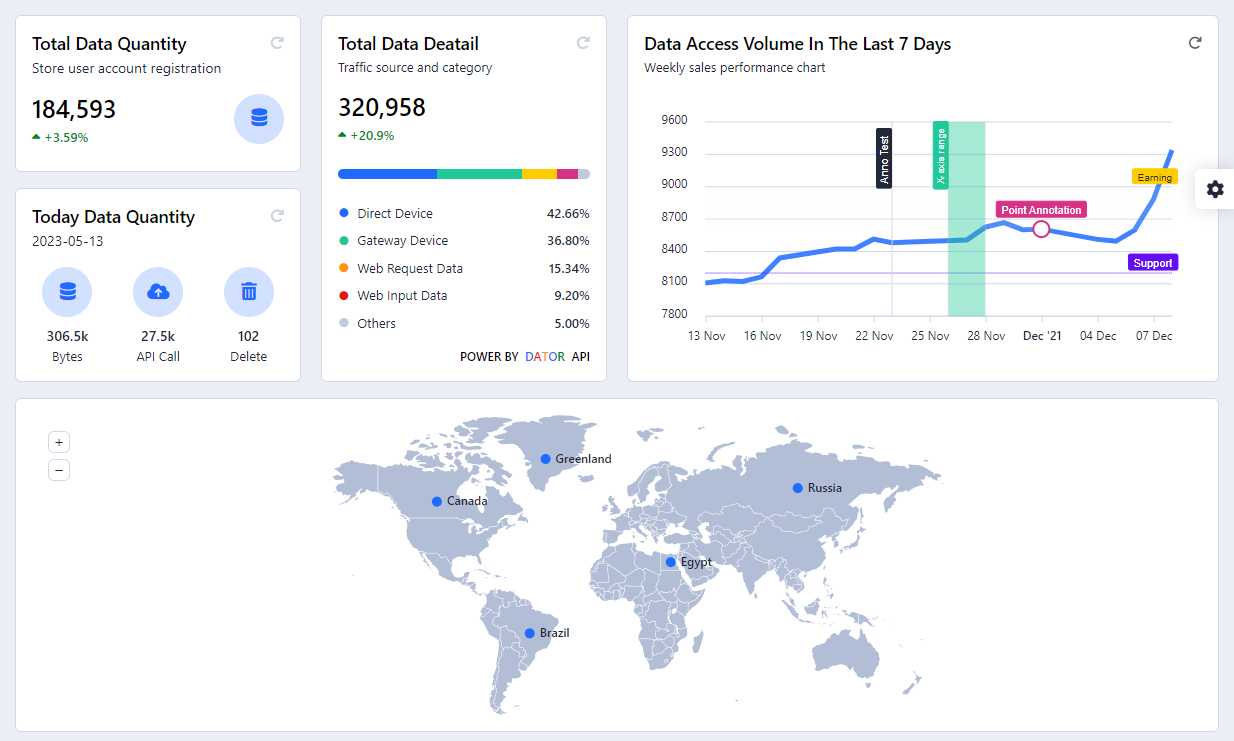 Total Data Quantity
Store user account registration
184,593
+3.59%
Today Data Quantity
2023-05-13
306.5k
27.5k
102
Bytes
API Call
Delete
Total Data Deatail
Traffic source and category
320,958
+20.9%
Direct Device 42.66%
Gateway Device 36.80%
Web Request Data 15.34%
Web Input Data 9.20%
Others 5.00%
POWER BY DATOR API
Data Access Volume In The Last 7 Days
Weekly sales performance chart
9600
9300
9000
8700
8400
8100
7800
Anno Test
X-axis range
Earning
Point Annotation
Support
13 Nov 16 Nov 19 Nov 22 Nov 25 Nov 28 Nov Dec '21 04 Dec 07 Dec
+
−
Greenland
Russia
Canada
Egypt
Brazil